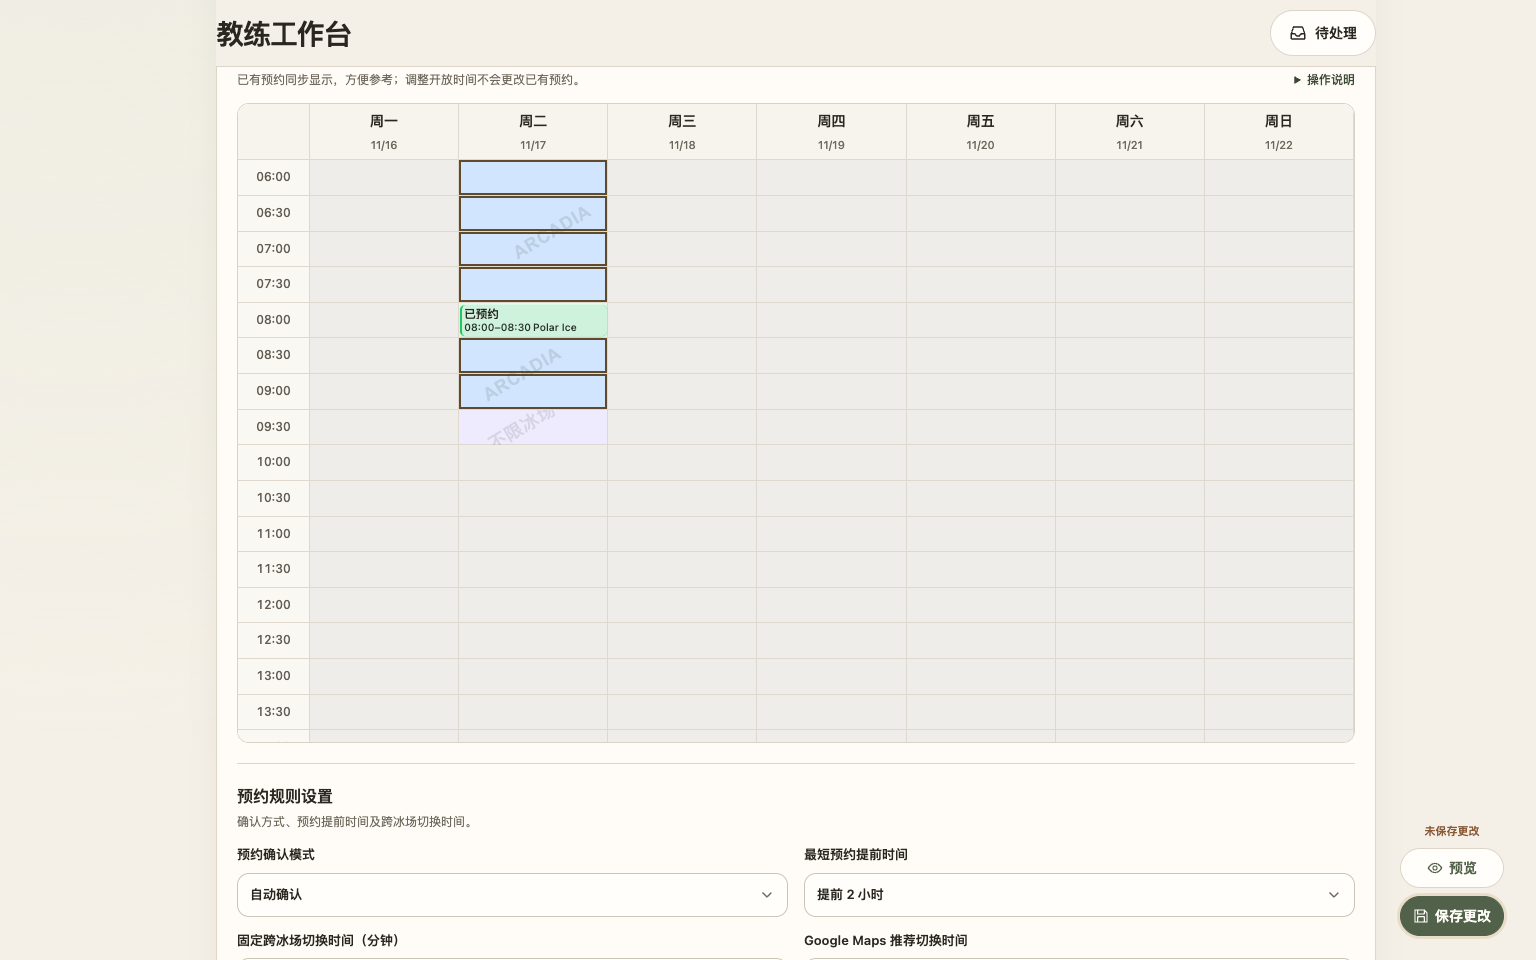 教练工作台
待处理
已有预约同步显示，方便参考；调整开放时间不会更改已有预约。
▶ 操作说明
周一 周二 周三 周四 周五 周六 周日
11/16 11/17 11/18 11/19 11/20 11/21 11/22
06:00
06:30
ARCADIA
07:00
07:30
08:00
已预约
08:00–08:30 Polar Ice
08:30
ARCADIA
09:00
09:30
不限冰场
10:00
10:30
11:00
11:30
12:00
12:30
13:00
13:30
预约规则设置
确认方式、预约提前时间及跨冰场切换时间。
预约确认模式
自动确认
最短预约提前时间
提前 2 小时
固定跨冰场切换时间（分钟）
Google Maps 推荐切换时间
未保存更改
预览
保存更改